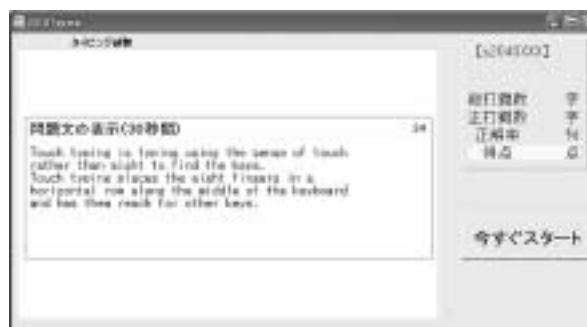 タイピング試験
問題文の表示(30秒間)
Touch typing is typing using the sense of touch
rather than sight to find the keys.
Touch typing places the eight fingers in a
horizontal row along the middle of the keyboard
and has them reach for other keys.
総打鍵数 字
正打鍵数 字
正解率 %
得点 点
今すぐスタート